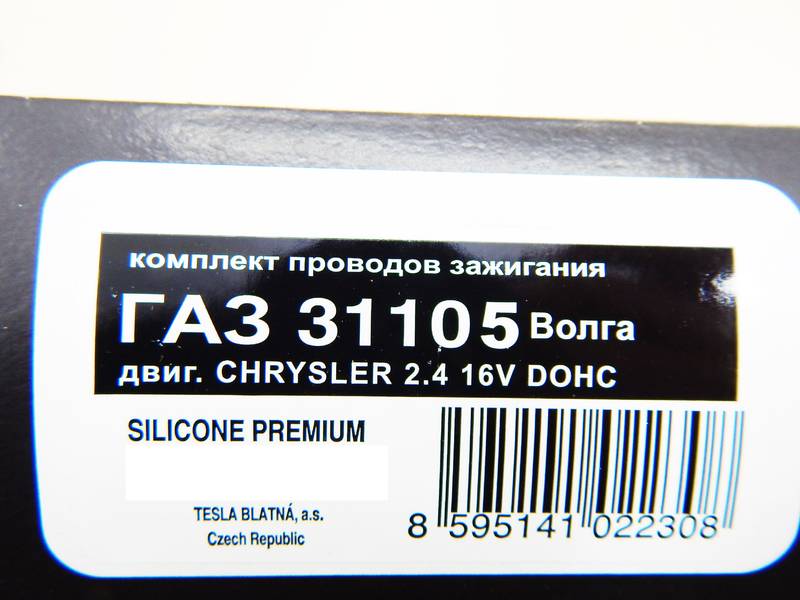 комплект проводов зажигания
ГАЗ 31105 Волга
двиг. CHRYSLER 2.4 16V DOHC
SILICONE PREMIUM
TESLA BLATNÁ, a.s.
Czech Republic
8 595141 022308